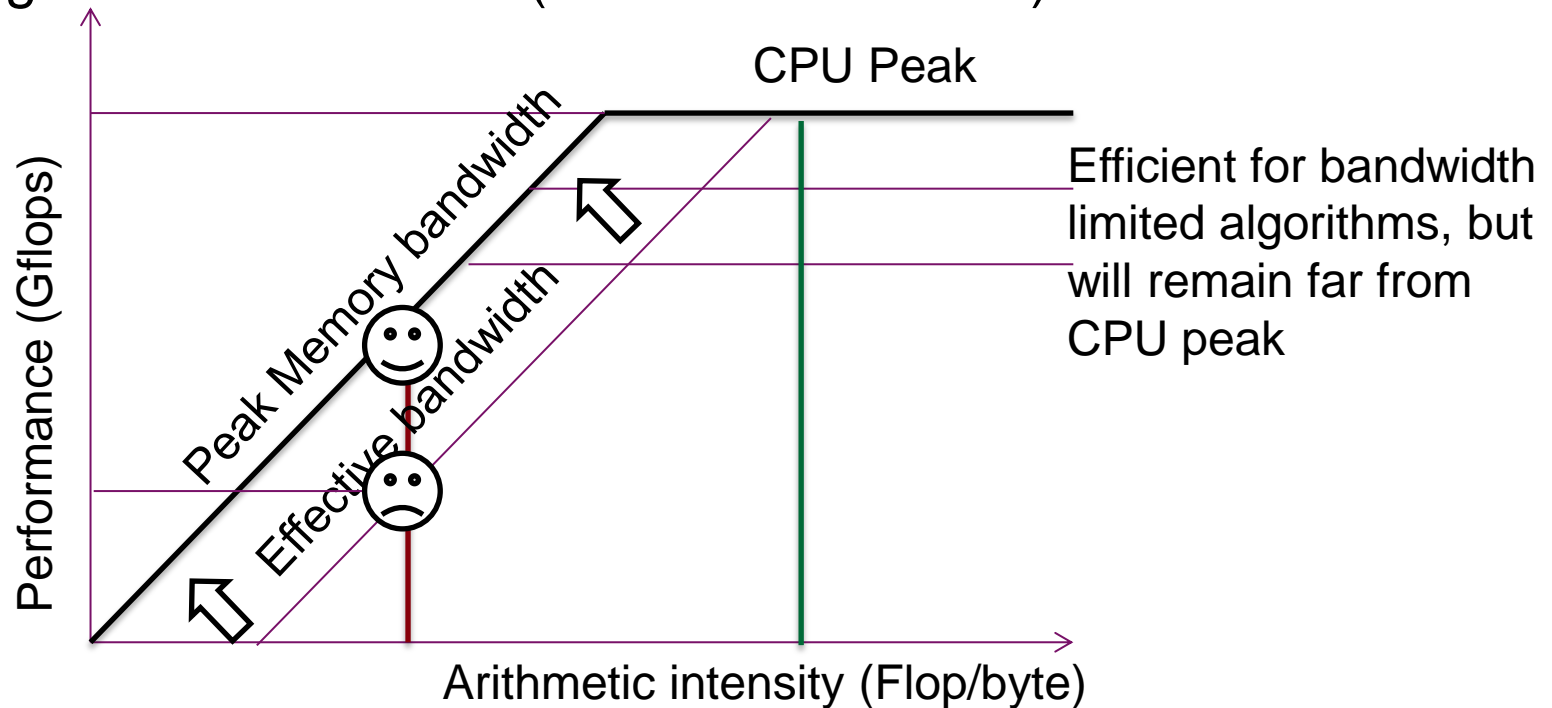 CPU Peak
Peak Memory bandwidth
Effective bandwidth
Efficient for bandwidth
limited algorithms, but
will remain far from
CPU peak
Performance (Gflops)
Arithmetic intensity (Flop/byte)